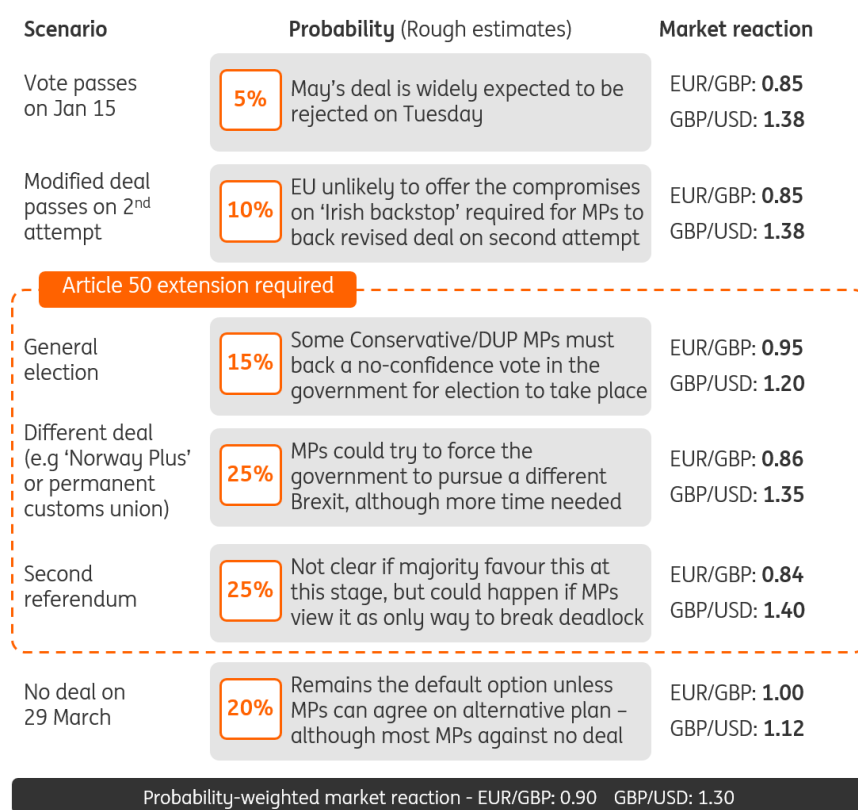 Scenario Probability (Rough estimates) Market reaction
Vote passes
on Jan 15
5%
May's deal is widely expected to be
rejected on Tuesday
EUR/GBP: 0.85
GBP/USD: 1.38
Modified deal
passes on 2nd
attempt
10%
EU unlikely to offer the compromises
on 'Irish backstop' required for MPs to
back revised deal on second attempt
EUR/GBP: 0.85
GBP/USD: 1.38
Article 50 extension required
General
election
15%
Some Conservative/DUP MPs must
back a no-confidence vote in the
government for election to take place
EUR/GBP: 0.95
GBP/USD: 1.20
Different deal
(e.g 'Norway Plus'
or permanent
customs union)
25%
MPs could try to force the
government to pursue a different
Brexit, although more time needed
EUR/GBP: 0.86
GBP/USD: 1.35
Second
referendum
25%
Not clear if majority favour this at
this stage, but could happen if MPs
view it as only way to break deadlock
EUR/GBP: 0.84
GBP/USD: 1.40
No deal on
29 March
20%
Remains the default option unless
MPs can agree on alternative plan –
although most MPs against no deal
EUR/GBP: 1.00
GBP/USD: 1.12
Probability-weighted market reaction - EUR/GBP: 0.90 GBP/USD: 1.30